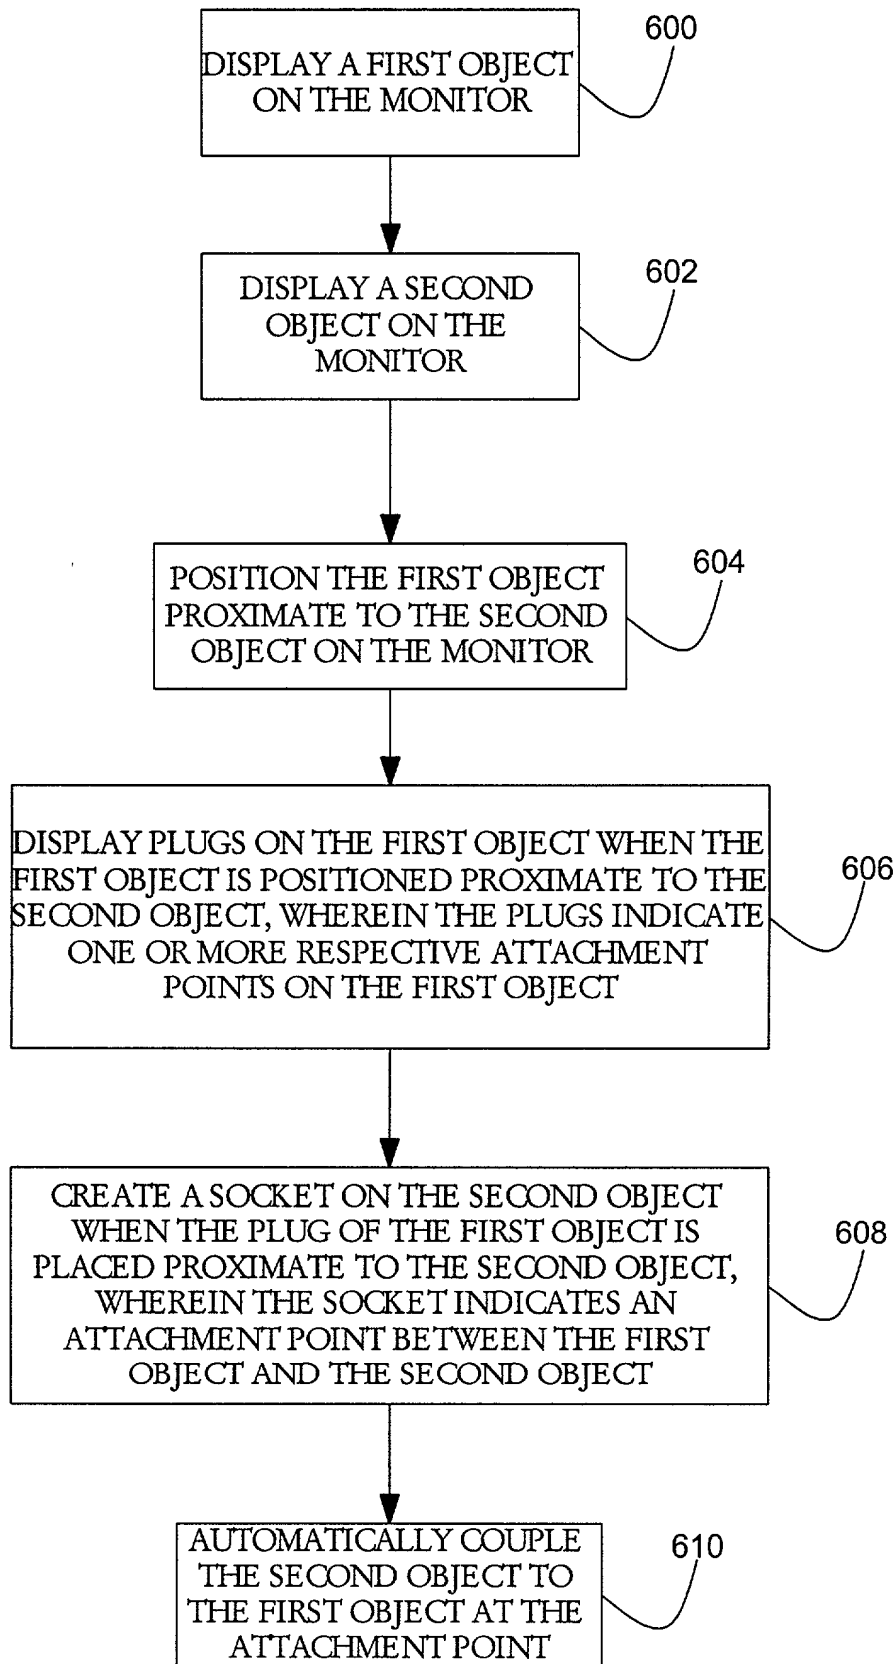 600
DISPLAY A FIRST OBJECT
ON THE MONITOR
602
DISPLAY A SECOND
OBJECT ON THE
MONITOR
604
POSITION THE FIRST OBJECT
PROXIMATE TO THE SECOND
OBJECT ON THE MONITOR
606
DISPLAY PLUGS ON THE FIRST OBJECT WHEN THE
FIRST OBJECT IS POSITIONED PROXIMATE TO THE
SECOND OBJECT, WHEREIN THE PLUGS INDICATE
ONE OR MORE RESPECTIVE ATTACHMENT
POINTS ON THE FIRST OBJECT
608
CREATE A SOCKET ON THE SECOND OBJECT
WHEN THE PLUG OF THE FIRST OBJECT IS
PLACED PROXIMATE TO THE SECOND OBJECT,
WHEREIN THE SOCKET INDICATES AN
ATTACHMENT POINT BETWEEN THE FIRST
OBJECT AND THE SECOND OBJECT
610
AUTOMATICALLY COUPLE
THE SECOND OBJECT TO
THE FIRST OBJECT AT THE
ATTACHMENT POINT